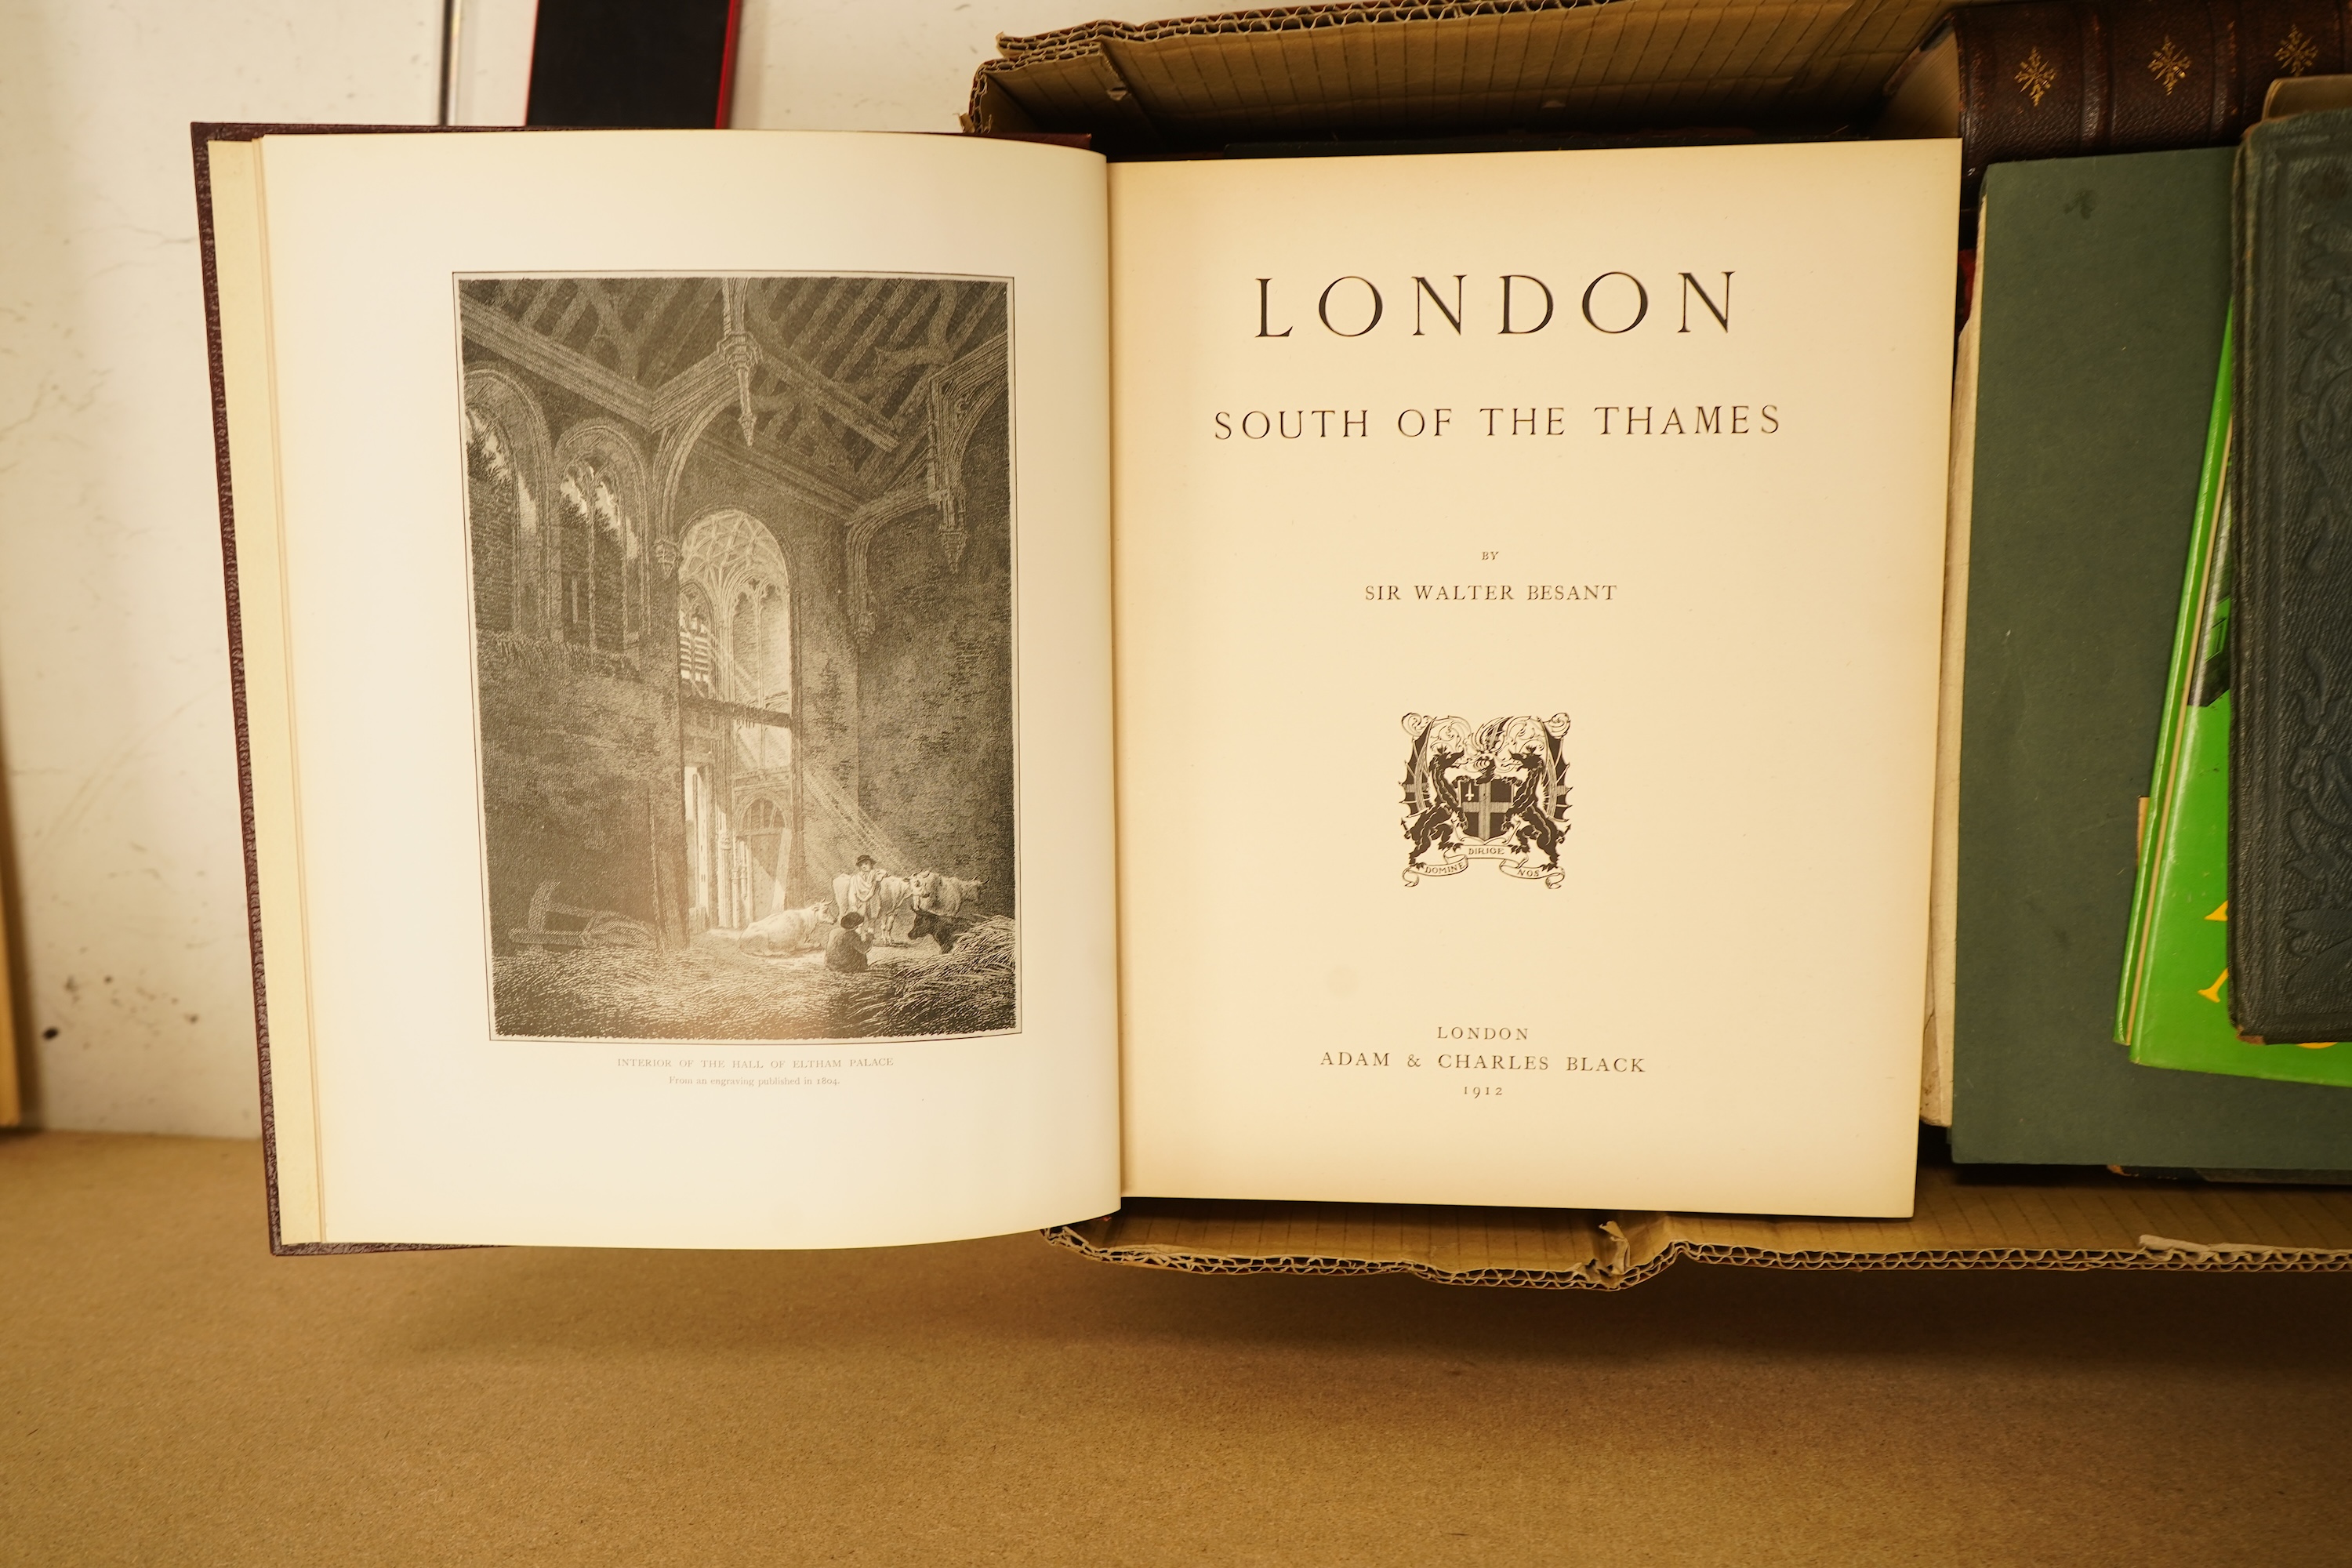 INTERIOR OF THE HALL OF ELTHAM PALACE
From an engraving published in 1804.
LONDON
SOUTH OF THE THAMES
BY
SIR WALTER BESANT
DOMINE DIRIGE NOS
LONDON
ADAM & CHARLES BLACK
1912